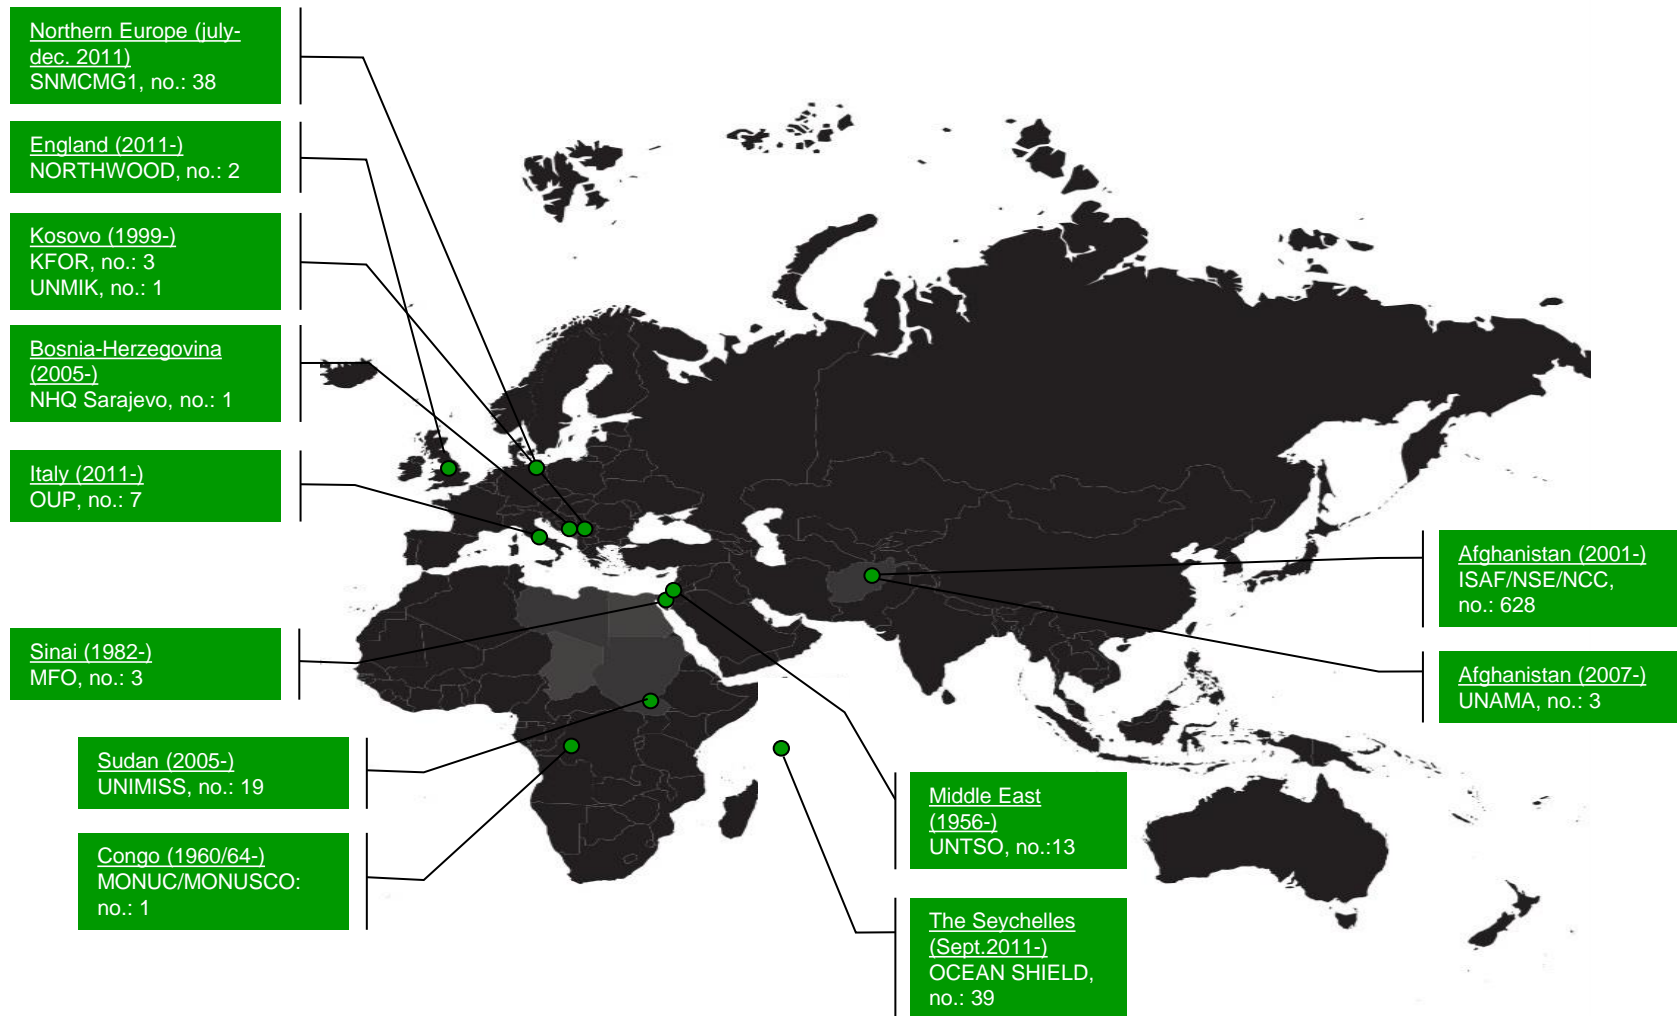 Northern Europe (july-
dec. 2011)
SNMCMG1, no.: 38
England (2011-)
NORTHWOOD, no.: 2
Kosovo (1999-)
KFOR, no.: 3
UNMIK, no.: 1
Bosnia-Herzegovina
(2005-)
NHQ Sarajevo, no.: 1
Italy (2011-)
OUP, no.: 7
Sinai (1982-)
MFO, no.: 3
Sudan (2005-)
UNIMISS, no.: 19
Congo (1960/64-)
MONUC/MONUSCO:
no.: 1
Afghanistan (2001-)
ISAF/NSE/NCC,
no.: 628
Afghanistan (2007-)
UNAMA, no.: 3
Middle East
(1956-)
UNTSO, no.:13
The Seychelles
(Sept.2011-)
OCEAN SHIELD,
no.: 39